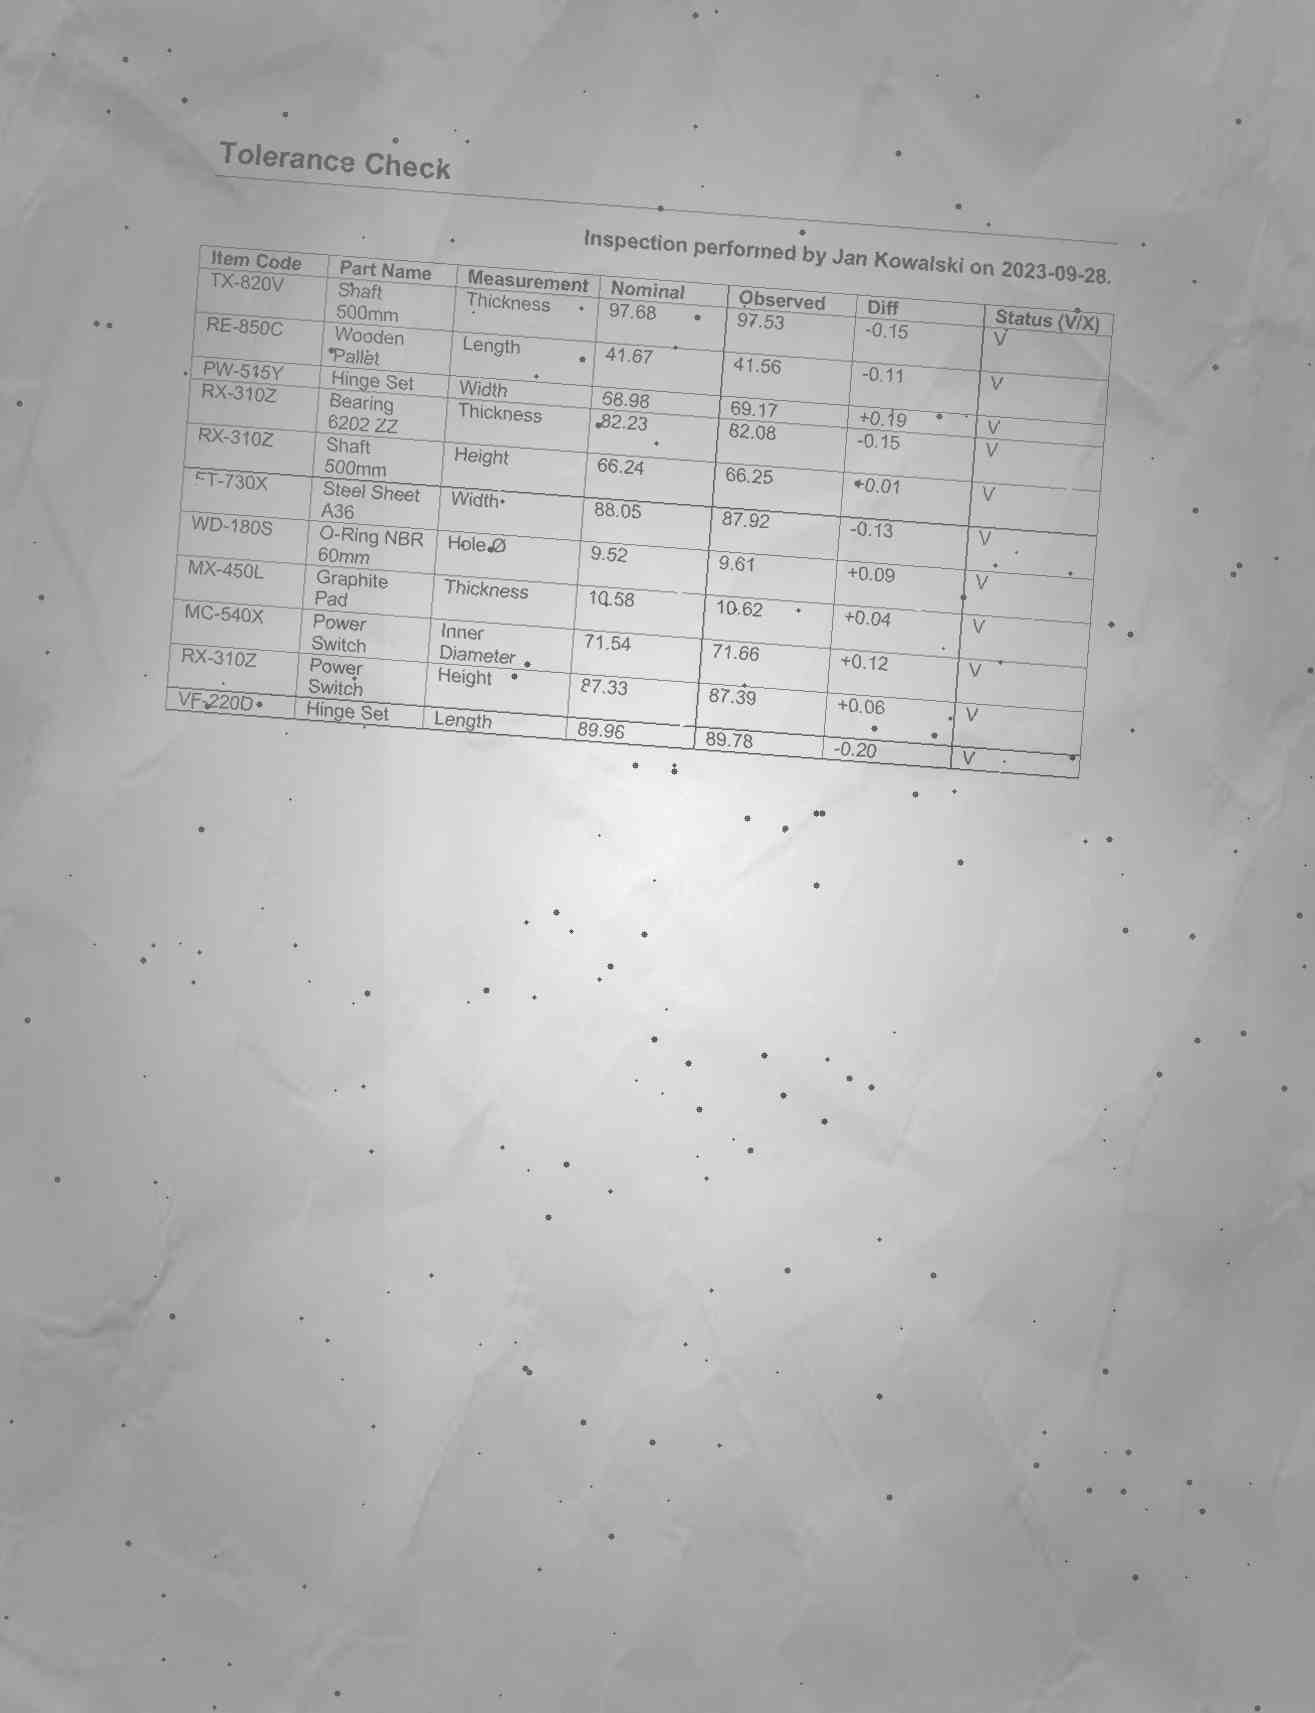 Tolerance Check
Inspection performed by Jan Kowalski on 2023-09-28.
Item Code Part Name Measurement Nominal Observed Diff Status (V/X)
TX-820V Shaft Thickness 97.68 97.53 -0.15 V
500mm
RE-850C Wooden Length 41.67 41.56 -0.11 V
Pallet
PW-515Y Hinge Set Width 68.98 69.17 +0.19 V
RX-310Z Bearing Thickness 82.23 82.08 -0.15 V
6202 ZZ
RX-310Z Shaft Height 66.24 66.25 +0.01 V
500mm
FT-730X Steel Sheet Width 88.05 87.92 -0.13 V
A36
WD-180S O-Ring NBR Hole Ø 9.52 9.61 +0.09 V
60mm
MX-450L Graphite Thickness 10.58 10.62 +0.04 V
Pad
MC-540X Power Inner 71.54 71.66 +0.12 V
Switch Diameter
RX-310Z Power Height 87.33 87.39 +0.06 V
Switch
VF-220D Hinge Set Length 89.96 89.78 -0.20 V